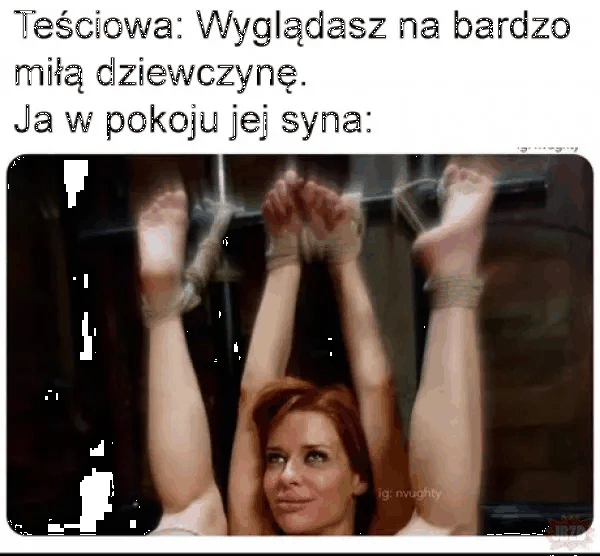 Teściowa: Wyglądasz na bardzo
miłą dziewczynę.
Ja w pokoju jej syna:
ig: nvughty